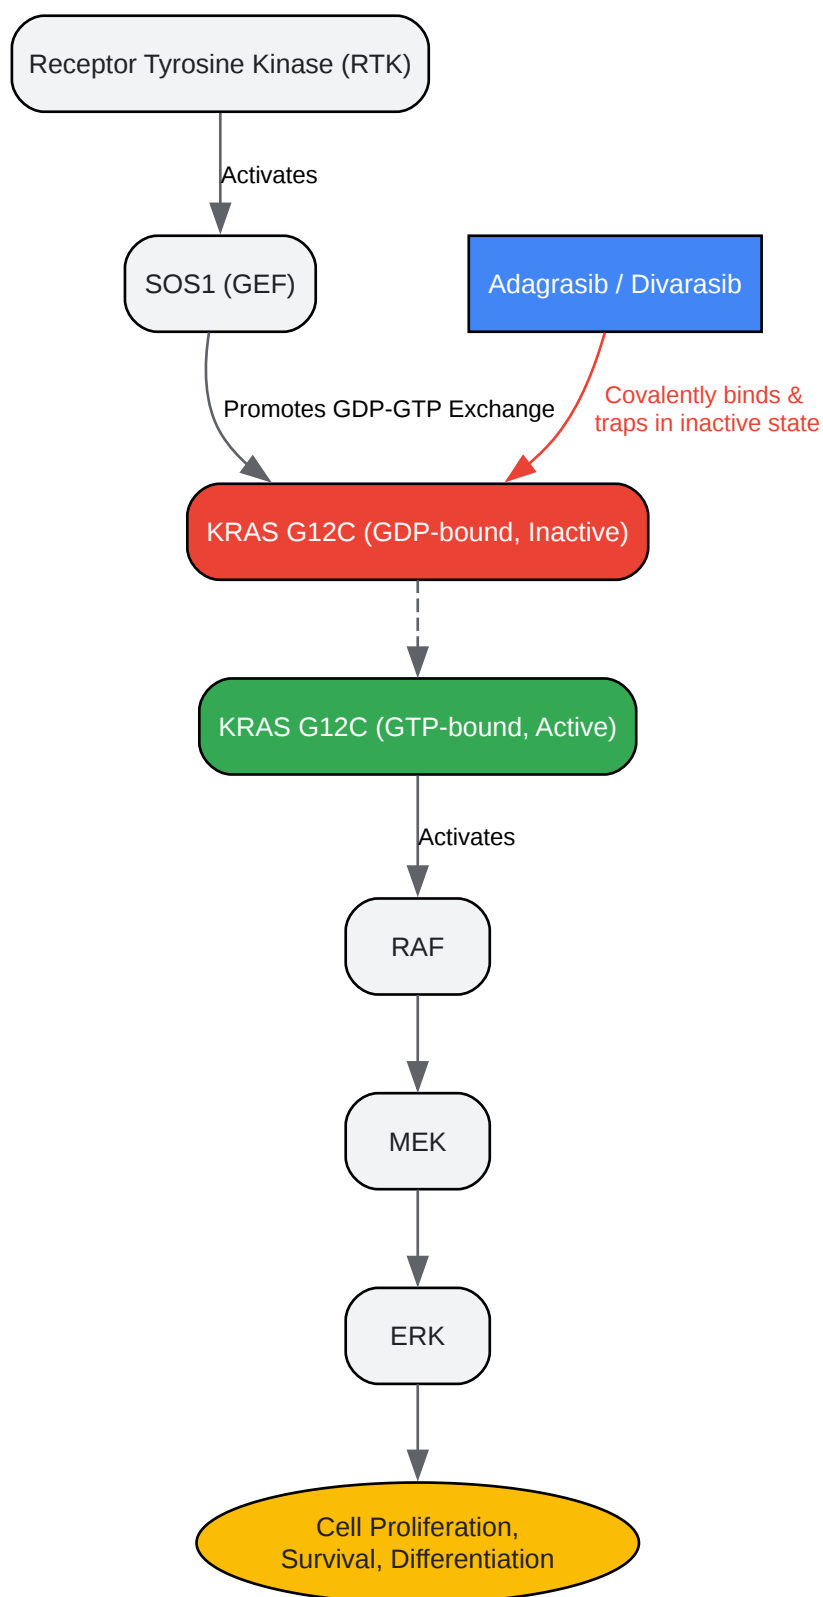 Receptor Tyrosine Kinase (RTK)
Activates
SOS1 (GEF)
Adagrasib / Divarasib
Promotes GDP-GTP Exchange
Covalently binds &
traps in inactive state
KRAS G12C (GDP-bound, Inactive)
KRAS G12C (GTP-bound, Active)
Activates
RAF
MEK
ERK
Cell Proliferation,
Survival, Differentiation